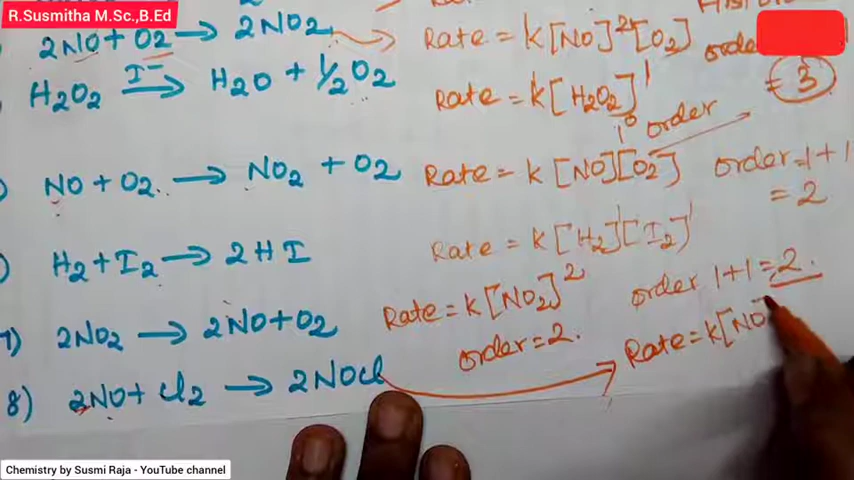 R.Susmitha M.Sc.,B.Ed
2NO + O2 → 2NO2 Rate = k[NO]²[O2] order
= 3
H2O2 —I⁻→ H2O + 1/2 O2 Rate = k[H2O2]¹
1° order
NO + O2 → NO2 + O2 Rate = k[NO][O2] order = 1+1
= 2
H2 + I2 → 2HI Rate = k[H2]¹[I2]¹
order 1+1 = 2.
7) 2NO2 → 2NO + O2 Rate = k[NO2]²
order = 2.
8) 2NO + Cl2 → 2NOCl Rate = k[NO]
Chemistry by Susmi Raja - YouTube channel